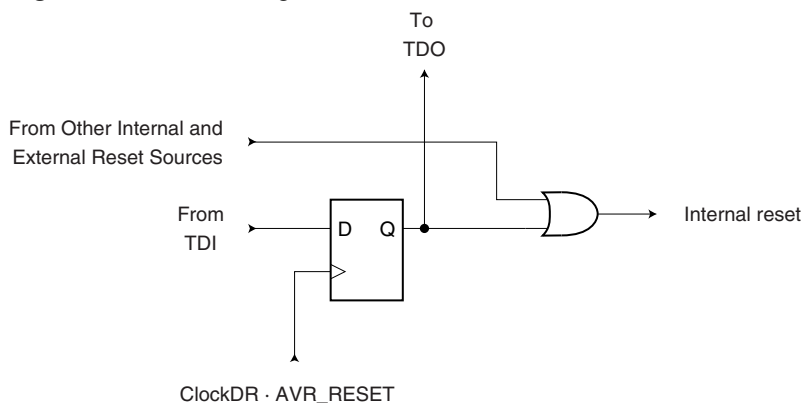 To
TDO
From Other Internal and
External Reset Sources
From
TDI
D Q
Internal reset
ClockDR · AVR_RESET